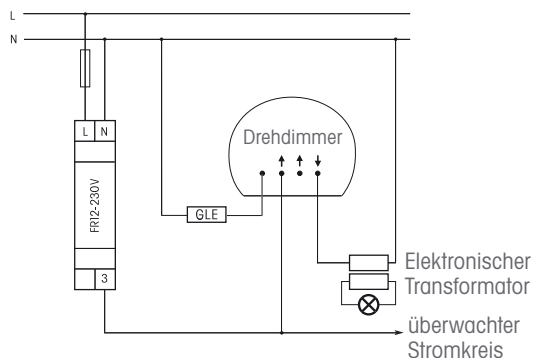 L
N
L N
Drehdimmer
FR12-230V
GLE
3
Elektronischer
Transformator
überwachter
Stromkreis